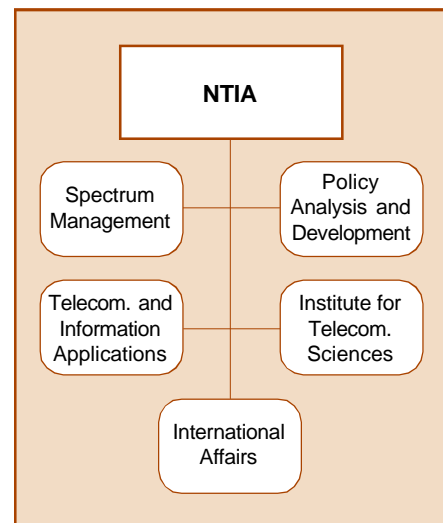 NTIA
Spectrum
Management
Policy
Analysis and
Development
Telecom. and
Information
Applications
Institute for
Telecom.
Sciences
International
Affairs